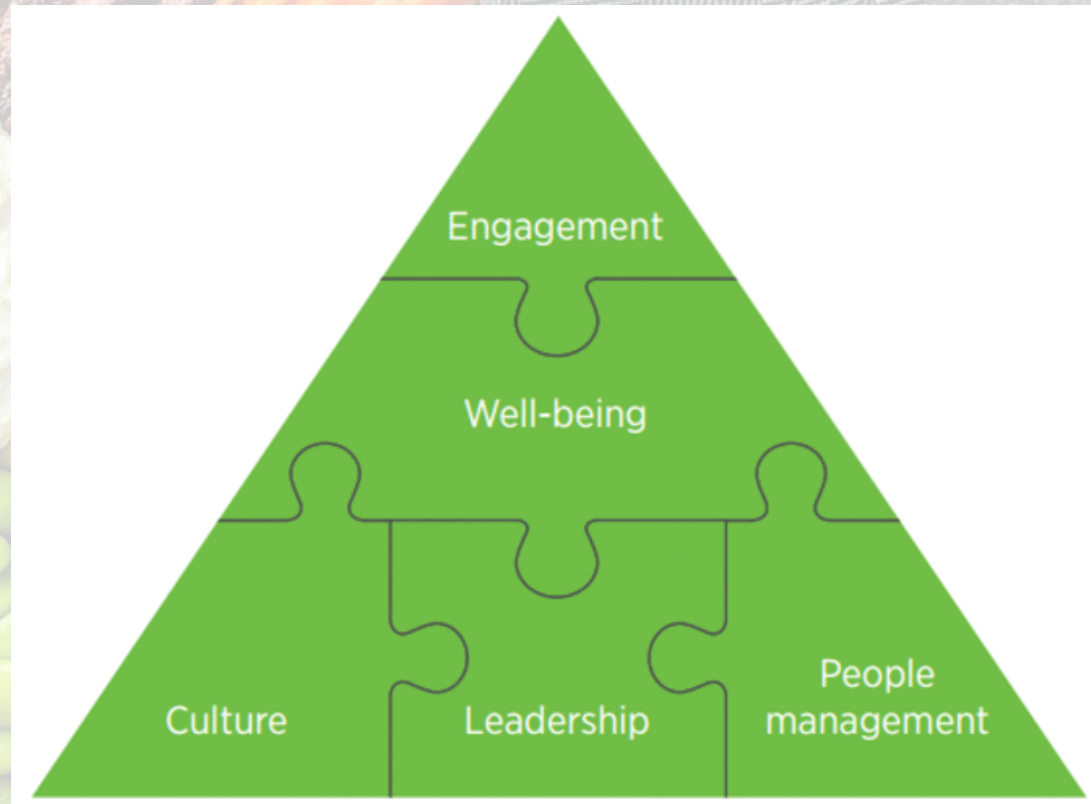 Engagement
Well-being
Culture
Leadership
People
management